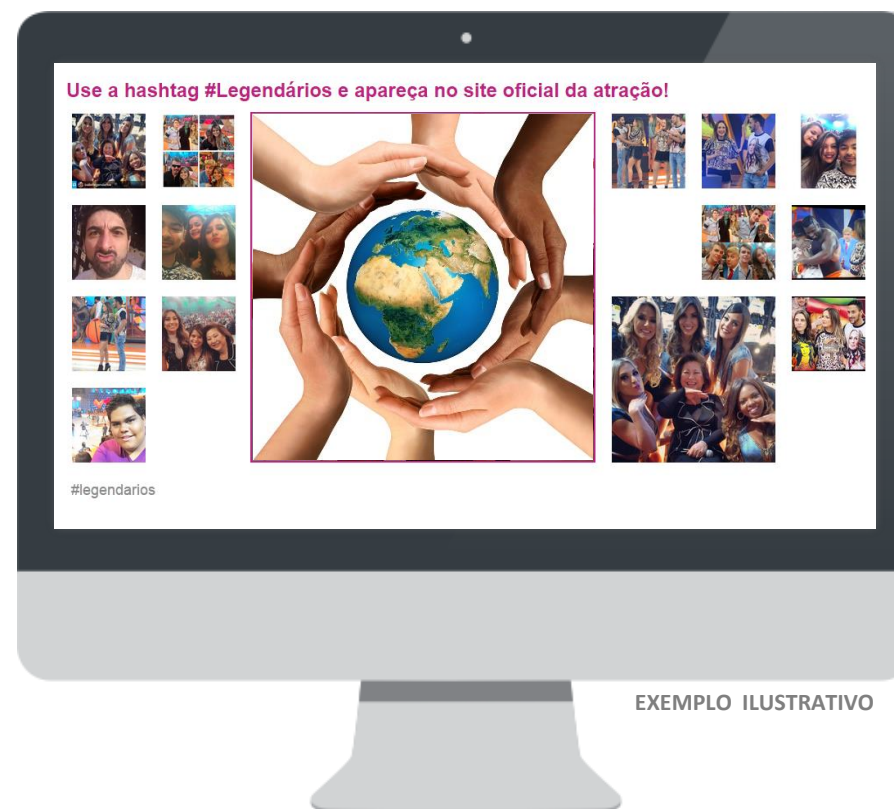 Use a hashtag #Legendários e apareça no site oficial da atração!
#legendarios
EXEMPLO ILUSTRATIVO